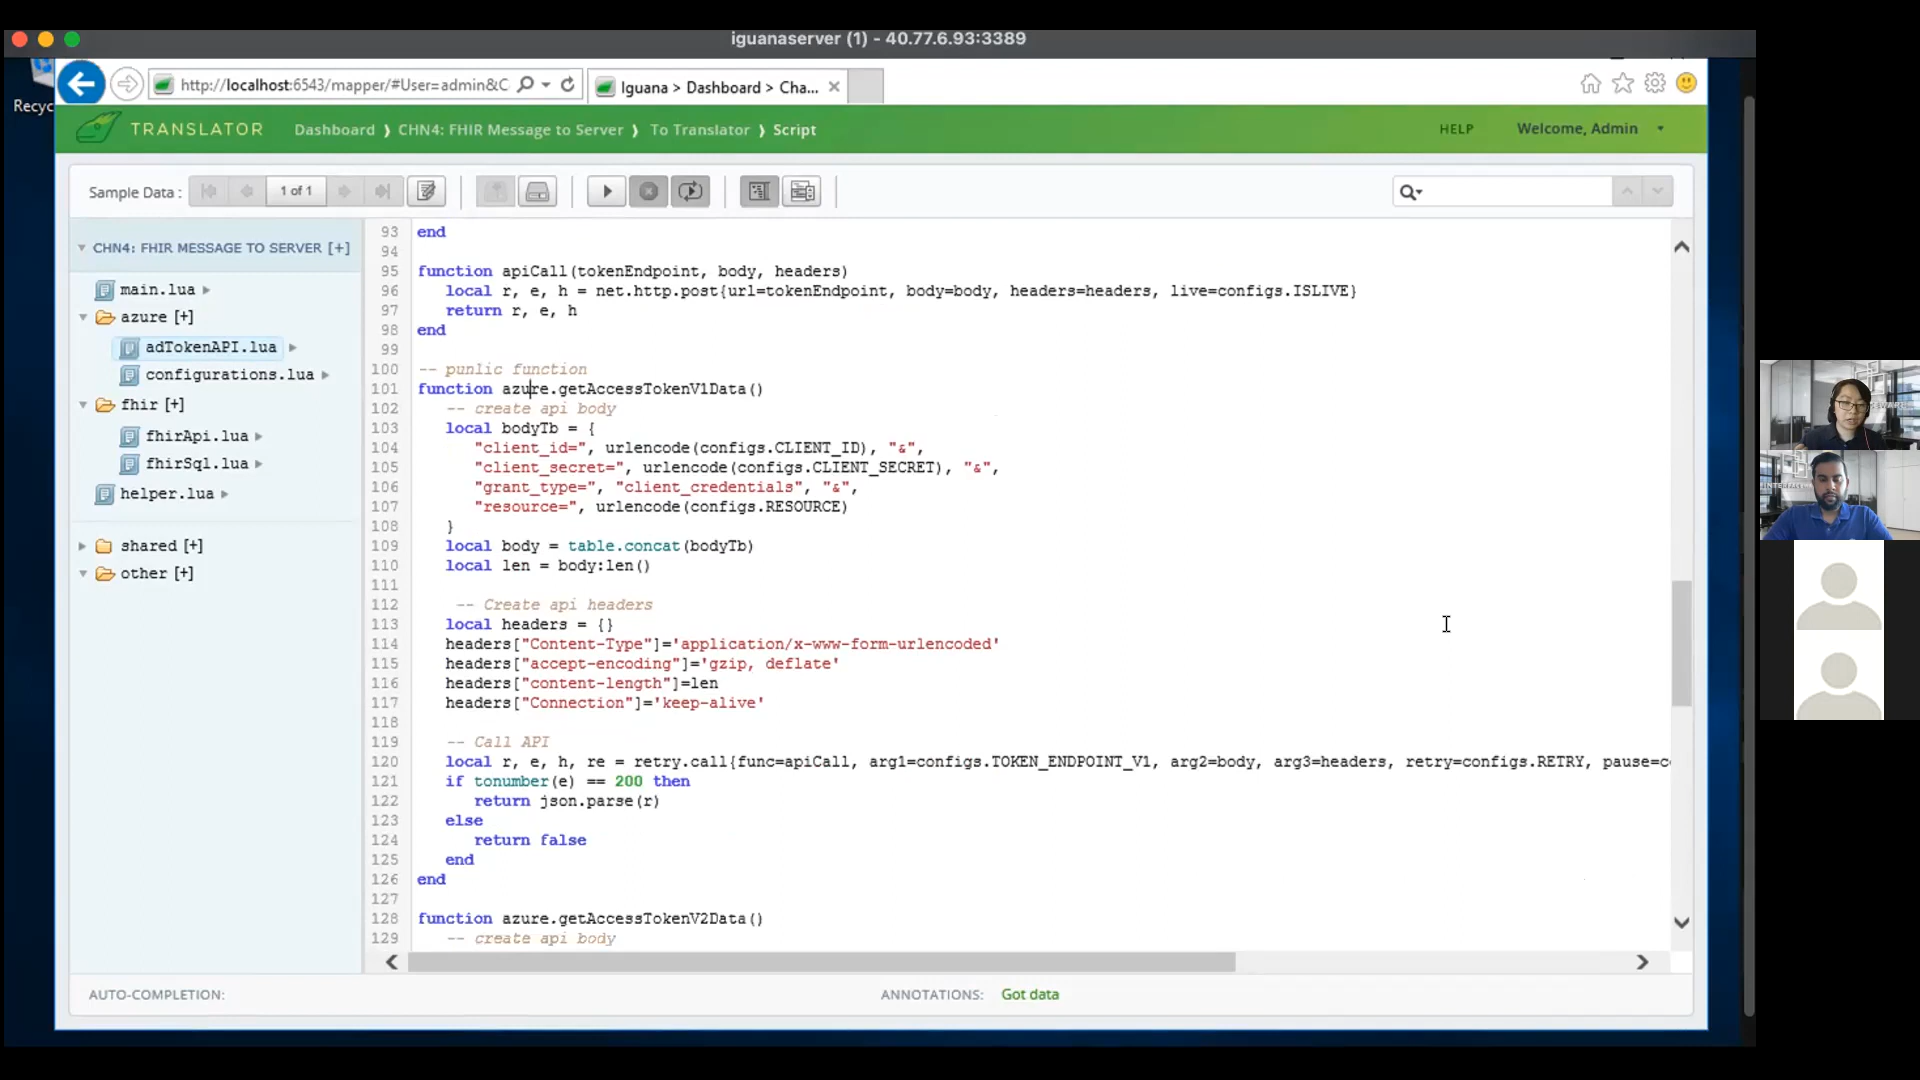 iguanaserver (1) - 40.77.6.93:3389
Recyc
http://localhost:6543/mapper/#User=admin&C
Iguana > Dashboard > Cha...
TRANSLATOR
Dashboard ❯ CHN4: FHIR Message to Server ❯ To Translator ❯ Script
HELP
Welcome, Admin
Sample Data :
1 of 1
CHN4: FHIR MESSAGE TO SERVER [+]
main.lua
azure [+]
adTokenAPI.lua
configurations.lua
fhir [+]
fhirApi.lua
fhirSql.lua
helper.lua
shared [+]
other [+]
93 end
94
95 function apiCall(tokenEndpoint, body, headers)
96 local r, e, h = net.http.post{url=tokenEndpoint, body=body, headers=headers, live=configs.ISLIVE}
97 return r, e, h
98 end
99
100 -- punlic function
101 function azure.getAccessTokenV1Data()
102 -- create api body
103 local bodyTb = {
104 "client_id=", urlencode(configs.CLIENT_ID), "&",
105 "client_secret=", urlencode(configs.CLIENT_SECRET), "&",
106 "grant_type=", "client_credentials", "&",
107 "resource=", urlencode(configs.RESOURCE)
108 }
109 local body = table.concat(bodyTb)
110 local len = body:len()
111
112 -- Create api headers
113 local headers = {}
114 headers["Content-Type"]='application/x-www-form-urlencoded'
115 headers["accept-encoding"]='gzip, deflate'
116 headers["content-length"]=len
117 headers["Connection"]='keep-alive'
118
119 -- Call API
120 local r, e, h, re = retry.call{func=apiCall, arg1=configs.TOKEN_ENDPOINT_V1, arg2=body, arg3=headers, retry=configs.RETRY, pause=c
121 if tonumber(e) == 200 then
122 return json.parse(r)
123 else
124 return false
125 end
126 end
127
128 function azure.getAccessTokenV2Data()
129 -- create api body
AUTO-COMPLETION:
ANNOTATIONS: Got data